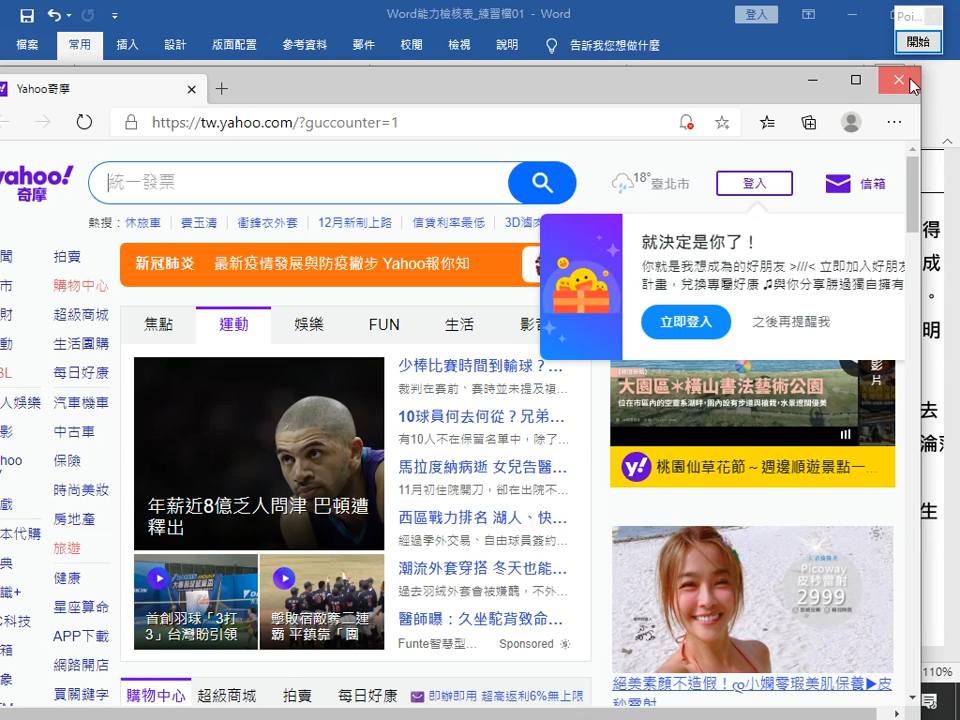 Word能力檢核表_練習檔01 - Word
登入
Poi...
檔案
常用
插入
設計
版面配置
參考資料
郵件
校閱
檢視
說明
告訴我您想做什麼
開始
Yahoo奇摩
https://tw.yahoo.com/?guccounter=1
yahoo!
奇摩
統一發票
18°
臺北市
登入
信箱
熱搜：
休旅車
費玉清
衝鋒衣外套
12月新制上路
信貸利率最低
3D滷肉
就決定是你了！
你就是我想成為的好朋友 >///< 立即加入好朋友
計畫，兌換專屬好康 ♫與你分享勝過獨自擁有
立即登入
之後再提醒我
新冠肺炎
最新疫情發展與防疫撇步 Yahoo報你知
聞
拍賣
市
購物中心
財
超級商城
動
生活團購
BL
每日好康
人娛樂
汽車機車
影
中古車
hoo
保險
時尚美妝
戲
房地產
本代購
旅遊
典
健康
識+
星座算命
C科技
APP下載
箱
網路開店
象
買關鍵字
焦點
運動
娛樂
FUN
生活
影音
年薪近8億乏人問津 巴頓遭
釋出
首創羽球「3打
3」台灣盼引領
擊敗宿敵奪二連
霸 平鎮靠「團
少棒比賽時間到輸球？...
裁判在賽前、賽時並未提及複...
10球員何去何從？兄弟...
有10人不在保留名單中，除了...
馬拉度納病逝 女兒告醫...
11月初住院開刀，卻在出院不...
西區戰力排名 湖人、快...
經過季外交易、自由球員簽約...
潮流外套穿搭 冬天也能...
過去羽絨外套會被嫌醜，不外...
醫師曝：久坐駝背致命...
Funte智慧型...
Sponsored
購物中心
超級商城
拍賣
每日好康
即辦即用 超高返利6%無上限
影
片
大園區＊橫山書法藝術公園
桃園仙草花節～週邊順遊景點一...
Picoway
皮秒雷射
2999
絕美素顏不造假！ღ小嫻零瑕美肌保養▶皮
秒雷射
得
成
。
明
去
淪落
生
110%